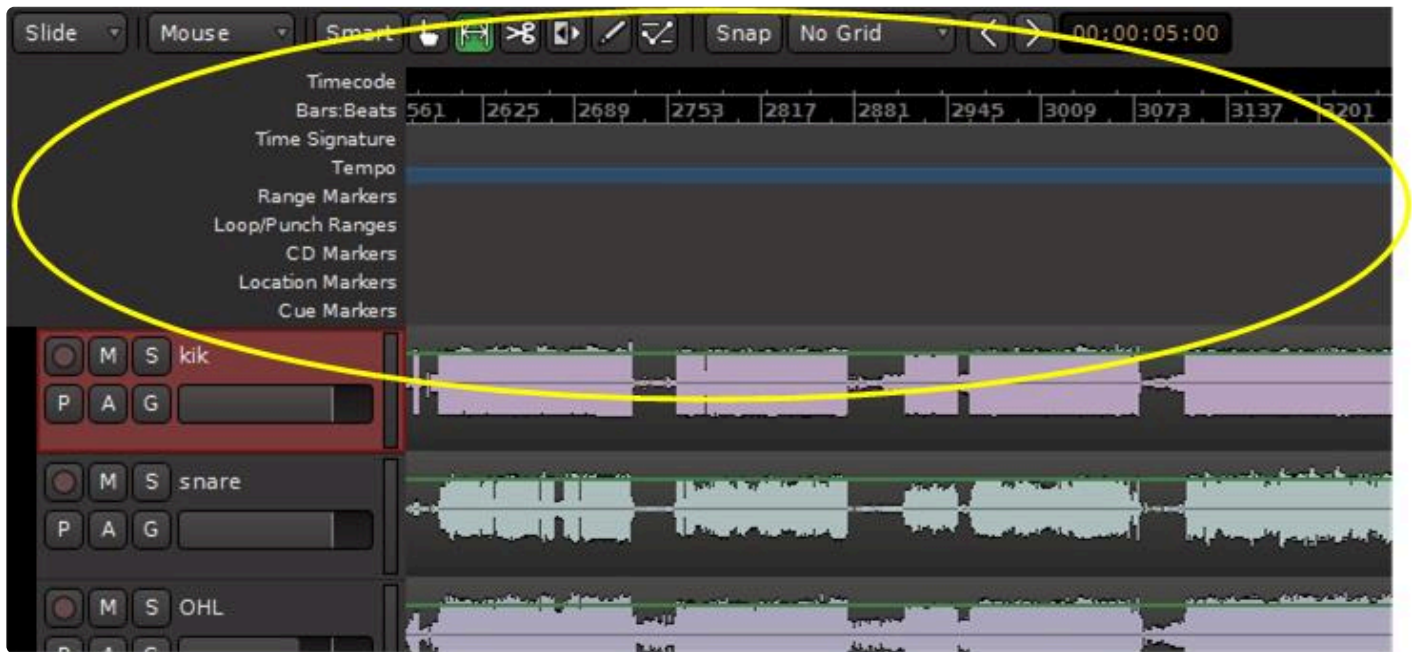 Slide Mouse Smart Snap No Grid 00:00:05:00
Timecode
Bars:Beats 561 2625 2689 2753 2817 2881 2945 3009 3073 3137 3201
Time Signature
Tempo
Range Markers
Loop/Punch Ranges
CD Markers
Location Markers
Cue Markers
M S kik
P A G
M S snare
P A G
M S OHL
P A G